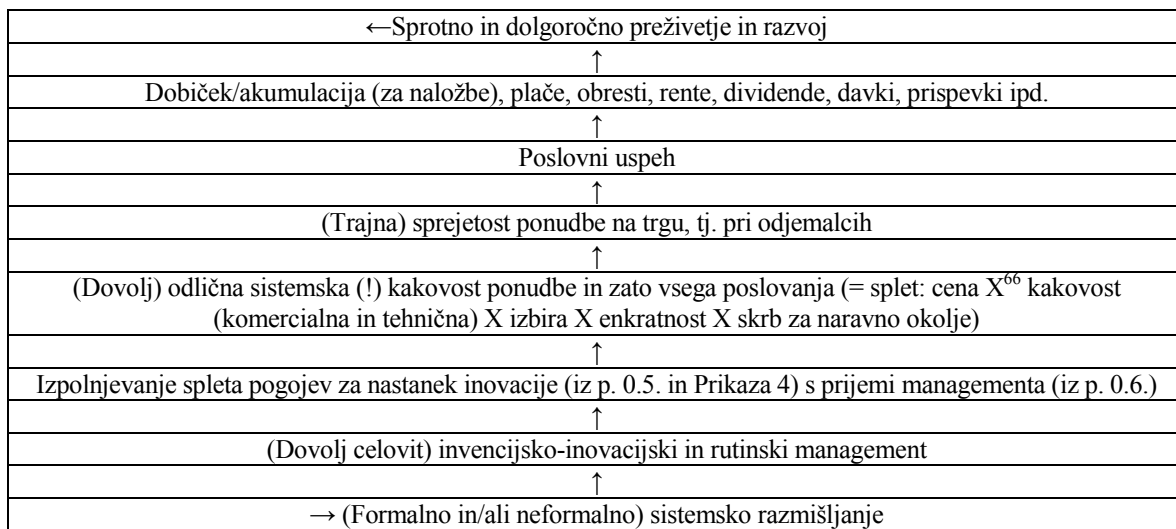 ←Sprotno in dolgoročno preživetje in razvoj
↑
Dobiček/akumulacija (za naložbe), plače, obresti, rente, dividende, davki, prispevki ipd.
↑
Poslovni uspeh
↑
(Trajna) sprejetost ponudbe na trgu, tj. pri odjemalcih
↑
(Dovolj) odlična sistemska (!) kakovost ponudbe in zato vsega poslovanja (= splet: cena X⁶⁶ kakovost
(komercialna in tehnična) X izbira X enkratnost X skrb za naravno okolje)
↑
Izpolnjevanje spleta pogojev za nastanek inovacije (iz p. 0.5. in Prikaza 4) s prijemi managementa (iz p. 0.6.)
↑
(Dovolj celovit) invencijsko-inovacijski in rutinski management
↑
→ (Formalno in/ali neformalno) sistemsko razmišljanje